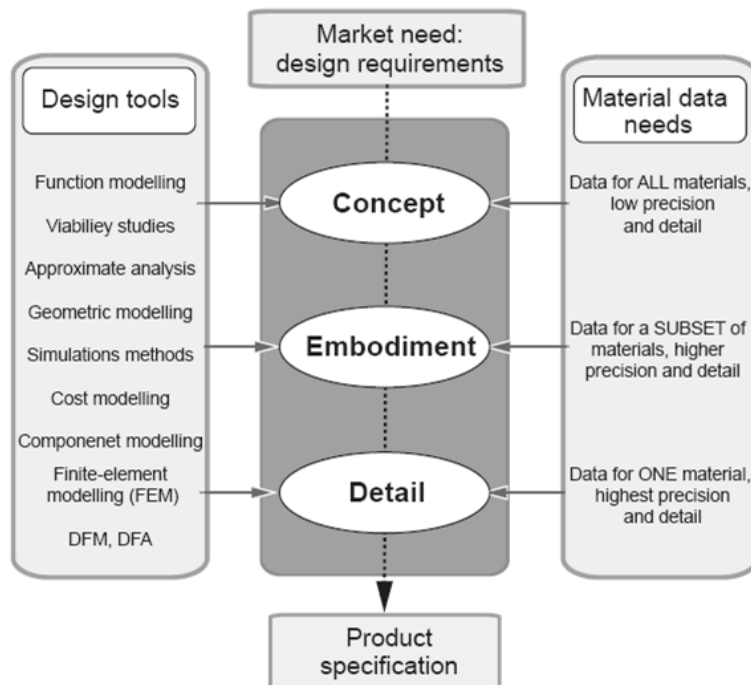 Market need:
design requirements
Design tools
Function modelling
Viabiliey studies
Approximate analysis
Geometric modelling
Simulations methods
Cost modelling
Componenet modelling
Finite-element
modelling (FEM)
DFM, DFA
Concept
Embodiment
Detail
Material data
needs
Data for ALL materials,
low precision
and detail
Data for a SUBSET of
materials, higher
precision and detail
Data for ONE material,
highest precision
and detail
Product
specification